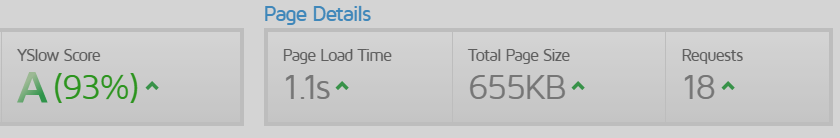 Page Details
YSlow Score
A (93%)
Page Load Time
1.1s
Total Page Size
655KB
Requests
18